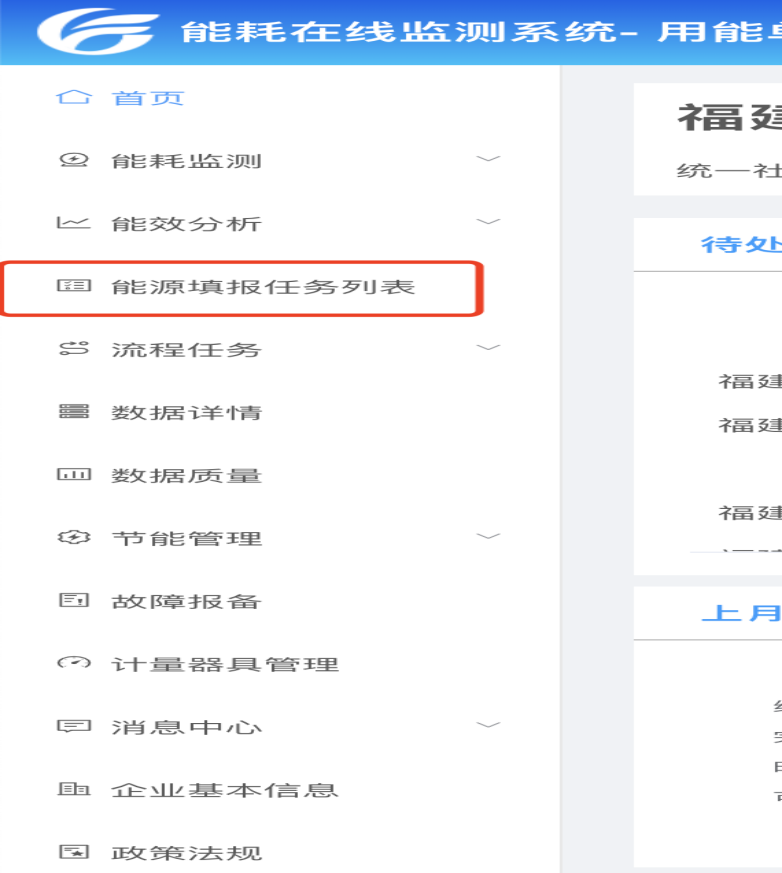 能耗在线监测系统- 用能
首页
能耗监测
能效分析
能源填报任务列表
流程任务
数据详情
数据质量
节能管理
故障报备
计量器具管理
消息中心
企业基本信息
政策法规
福建
统一社
待处
福建
福建
福建
上月